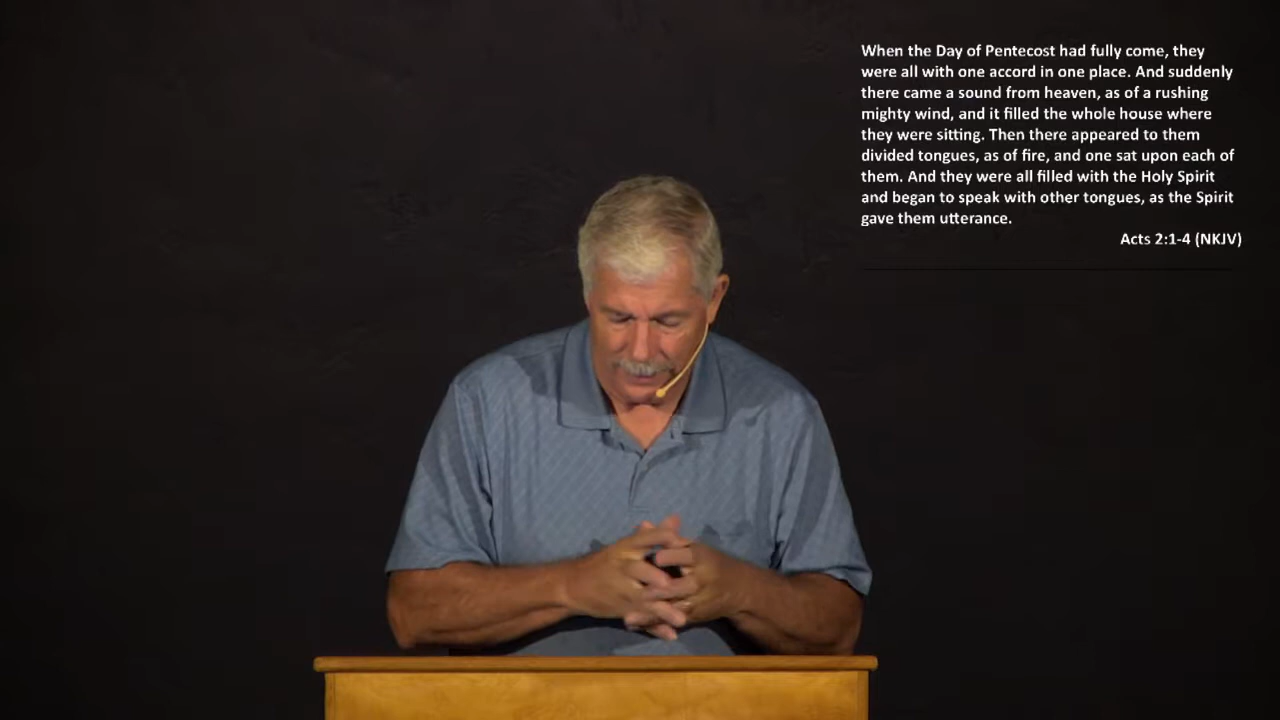 When the Day of Pentecost had fully come, they
were all with one accord in one place. And suddenly
there came a sound from heaven, as of a rushing
mighty wind, and it filled the whole house where
they were sitting. Then there appeared to them
divided tongues, as of fire, and one sat upon each of
them. And they were all filled with the Holy Spirit
and began to speak with other tongues, as the Spirit
gave them utterance.
Acts 2:1-4 (NKJV)